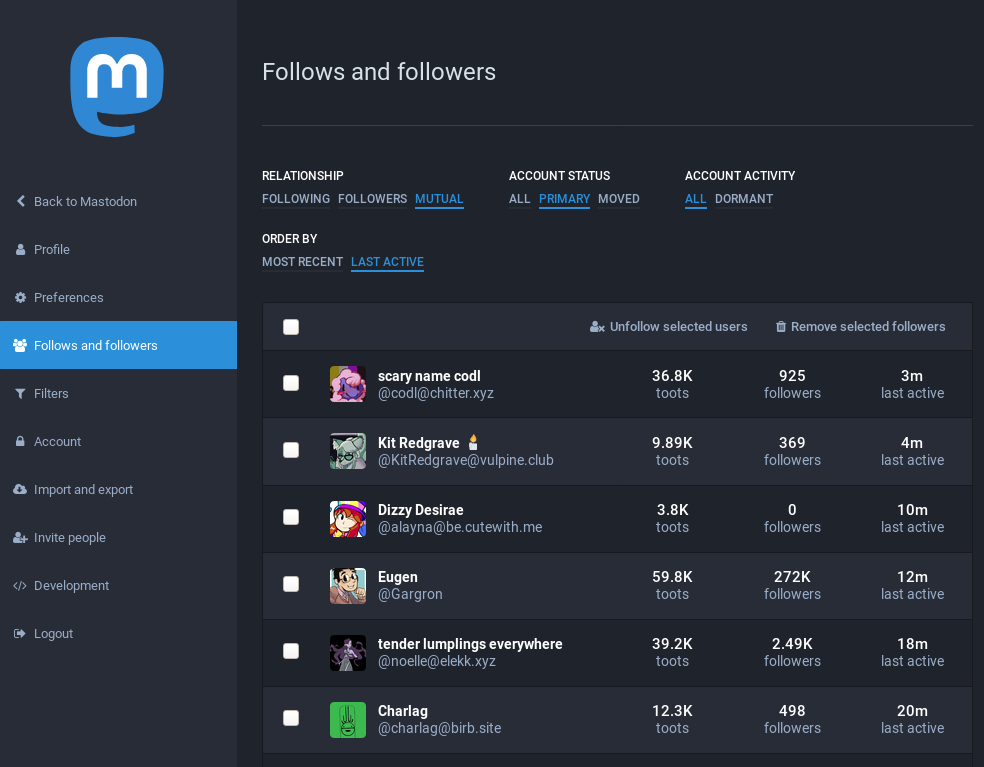 Follows and followers
Back to Mastodon
Profile
Preferences
Follows and followers
Filters
Account
Import and export
Invite people
Development
Logout
RELATIONSHIP
FOLLOWING FOLLOWERS MUTUAL
ACCOUNT STATUS
ALL PRIMARY MOVED
ACCOUNT ACTIVITY
ALL DORMANT
ORDER BY
MOST RECENT LAST ACTIVE
Unfollow selected users Remove selected followers
scary name codl 36.8K 925 3m
@codl@chitter.xyz toots followers last active
Kit Redgrave 🕯 9.89K 369 4m
@KitRedgrave@vulpine.club toots followers last active
Dizzy Desirae 3.8K 0 10m
@alayna@be.cutewith.me toots followers last active
Eugen 59.8K 272K 12m
@Gargron toots followers last active
tender lumplings everywhere 39.2K 2.49K 18m
@noelle@elekk.xyz toots followers last active
Charlag 12.3K 498 20m
@charlag@birb.site toots followers last active